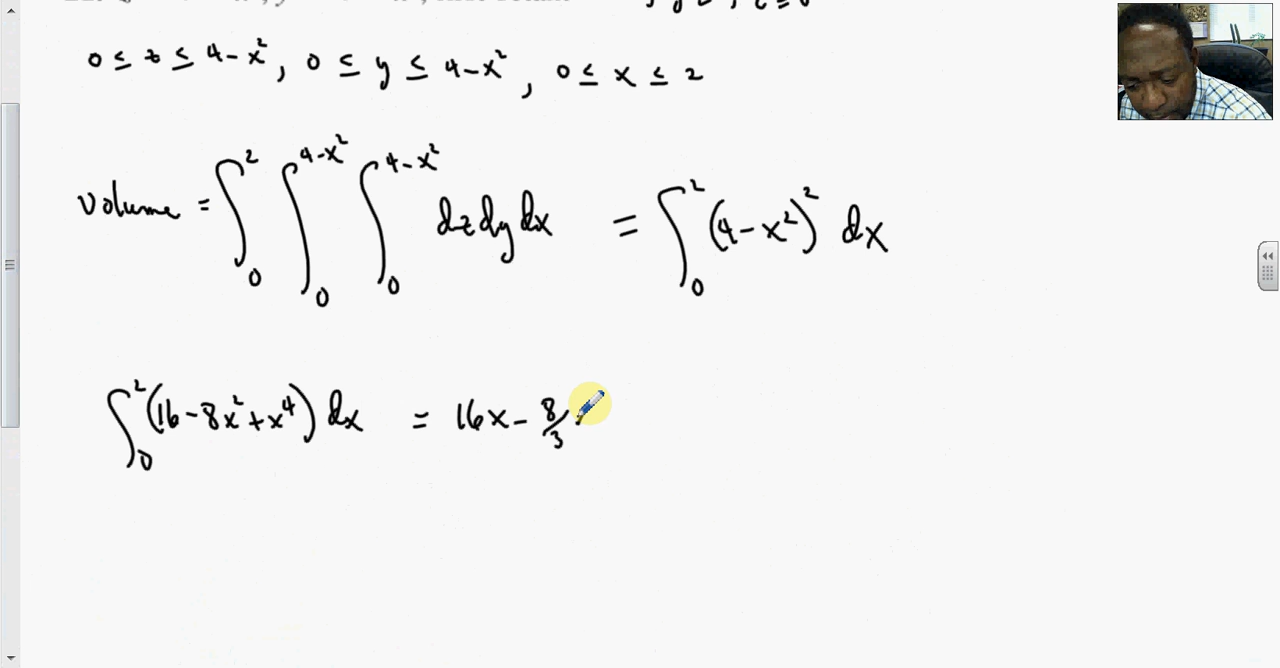 0 ≤ z ≤ 4 - x², 0 ≤ y ≤ 4 - x², 0 ≤ x ≤ 2
Volume = ∫₀² ∫₀^{4-x²} ∫₀^{4-x²} dz dy dx = ∫₀² (4 - x²)² dx
∫₀² (16 - 8x² + x⁴) dx = 16x - 8/3